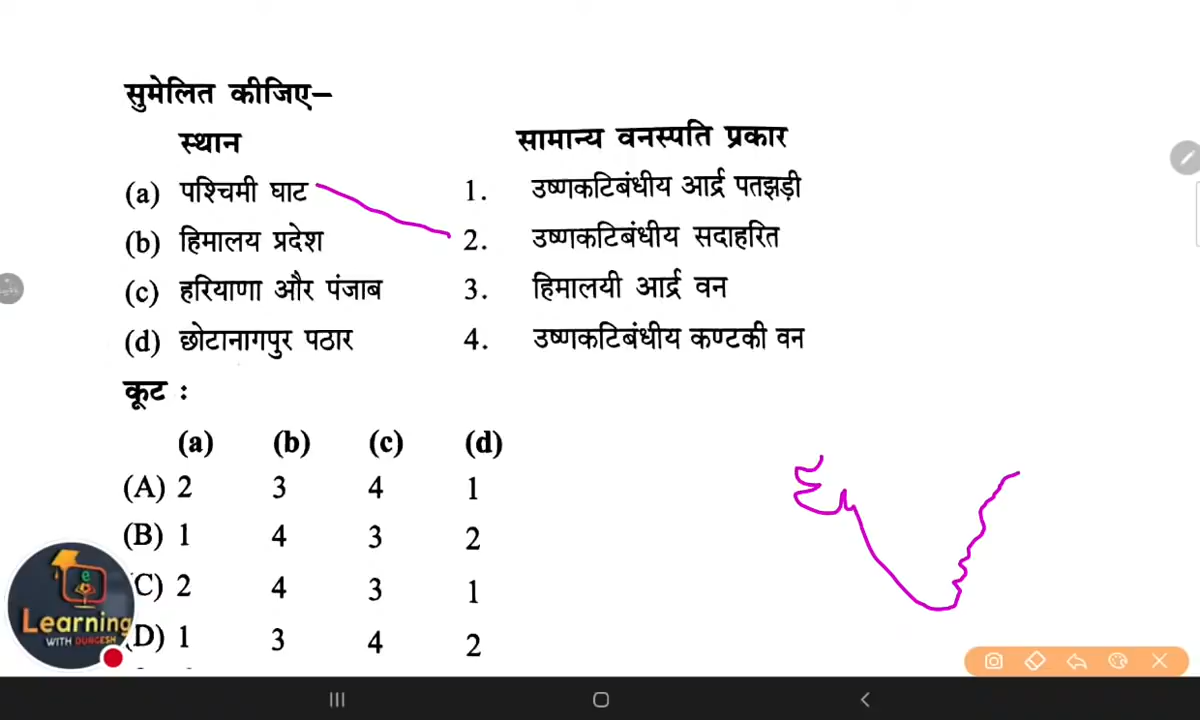 सुमेलित कीजिए–
स्थान सामान्य वनस्पति प्रकार
(a) पश्चिमी घाट 1. उष्णकटिबंधीय आर्द्र पतझड़ी
(b) हिमालय प्रदेश 2. उष्णकटिबंधीय सदाहरित
(c) हरियाणा और पंजाब 3. हिमालयी आर्द्र वन
(d) छोटानागपुर पठार 4. उष्णकटिबंधीय कण्टकी वन
कूट :
(a) (b) (c) (d)
(A) 2 3 4 1
(B) 1 4 3 2
C) 2 4 3 1
D) 1 3 4 2
e
Learning
WITH DURGESH